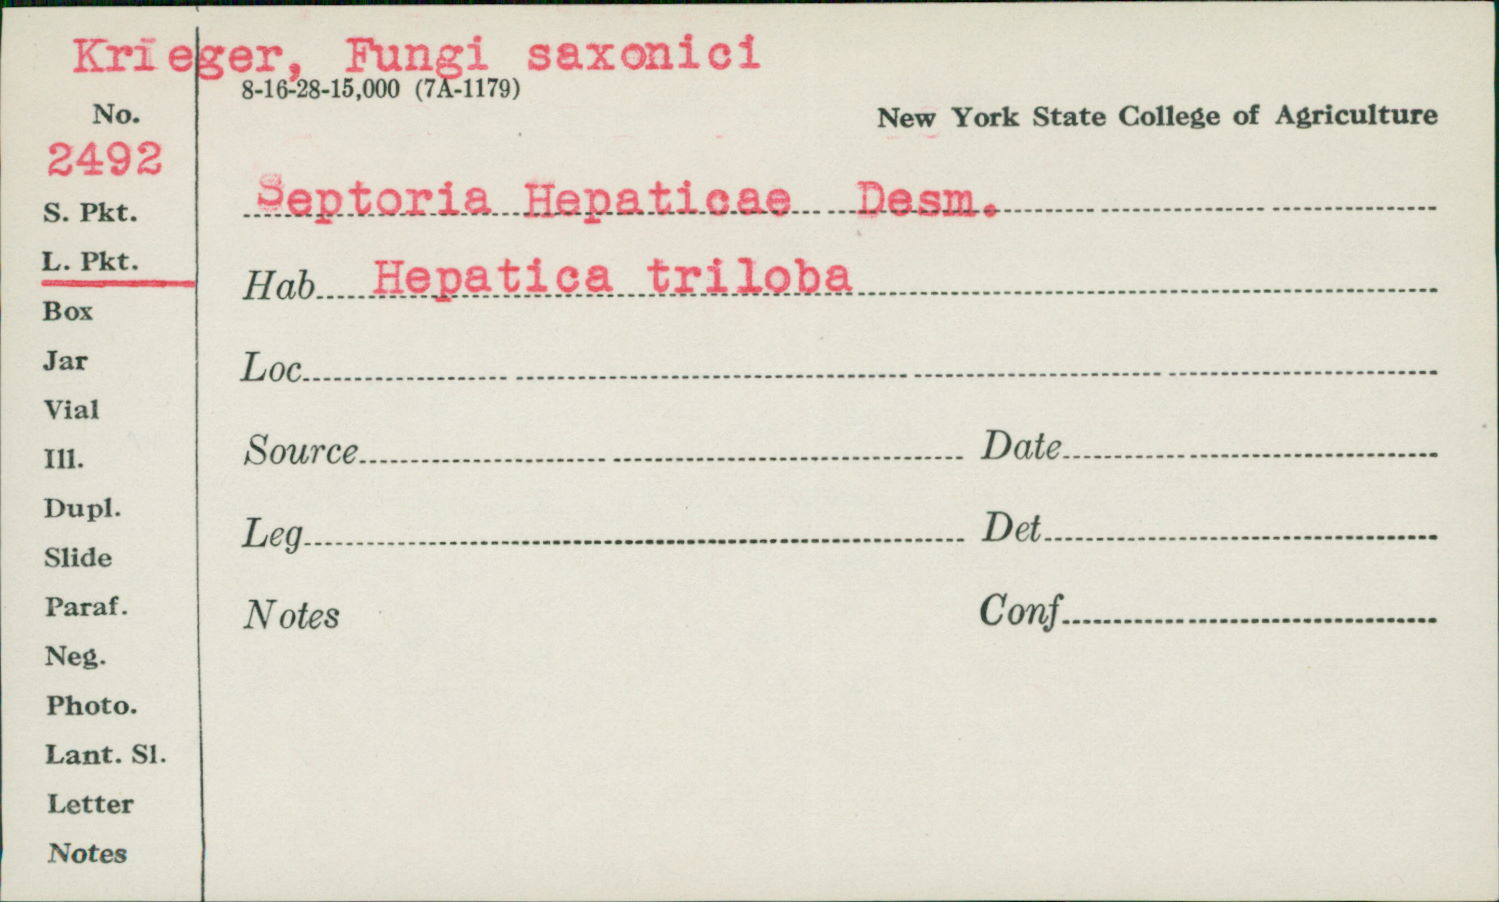 Krieger, Fungi saxonici
8-16-28-15,000 (7A-1179)
New York State College of Agriculture
No.
2492
S. Pkt.
L. Pkt.
Box
Jar
Vial
Ill.
Dupl.
Slide
Paraf.
Neg.
Photo.
Lant. Sl.
Letter
Notes
Septoria Hepaticae Desm.
Hab. Hepatica triloba
Loc.
Source
Date
Leg.
Det.
Notes
Conf.